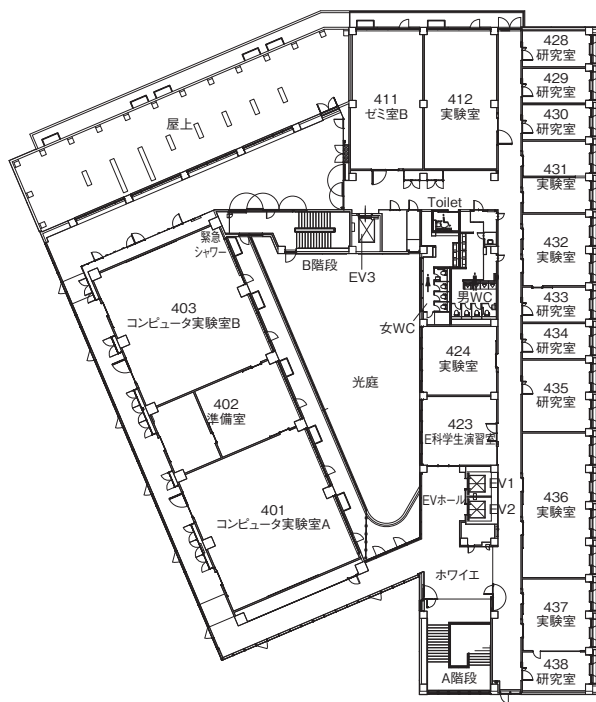 428
研究室
429
研究室
430
研究室
411
ゼミ室B
412
実験室
屋上
431
実験室
Toilet
緊急
シャワー
B階段
EV3
432
実験室
403
コンピュータ実験室B
男WC
女WC
433
研究室
434
研究室
424
実験室
光庭
402
準備室
435
研究室
423
E科学生演習室
EV1
EVホール
EV2
401
コンピュータ実験室A
436
実験室
ホワイエ
437
実験室
A階段
438
研究室